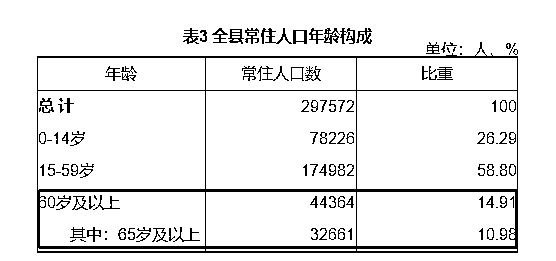 表3 全县常住人口年龄构成
单位：人、%
年龄 常住人口数 比重
总计 297572 100
0-14岁 78226 26.29
15-59岁 174982 58.80
60岁及以上 44364 14.91
其中：65岁及以上 32661 10.98